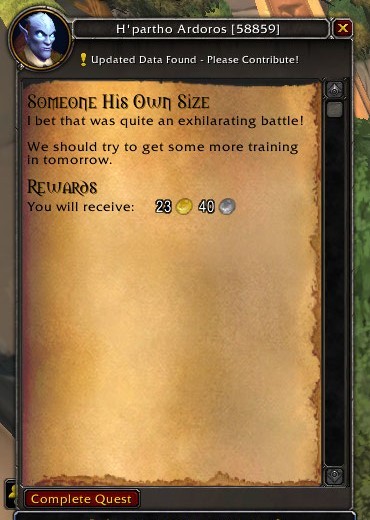 H'partho Ardoros [58859]
! Updated Data Found - Please Contribute!
Someone His Own Size
I bet that was quite an exhilarating battle!
We should try to get some more training
in tomorrow.
Rewards
You will receive: 23 40
Complete Quest